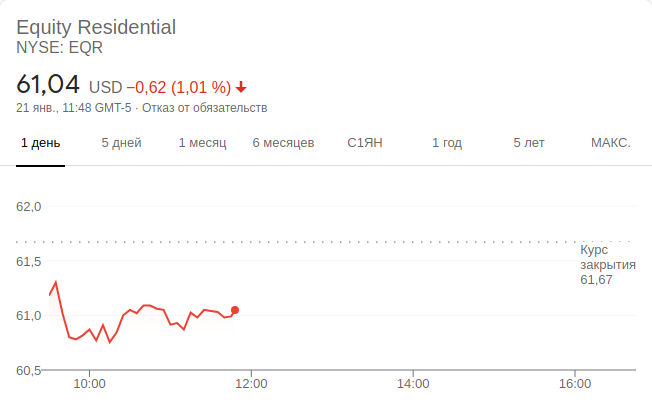 Equity Residential
NYSE: EQR
61,04 USD −0,62 (1,01 %)
21 янв., 11:48 GMT-5 · Отказ от обязательств
1 день 5 дней 1 месяц 6 месяцев С1ЯН 1 год 5 лет МАКС.
62,0
Курс
61,5 закрытия
61,67
61,0
60,5
10:00 12:00 14:00 16:00